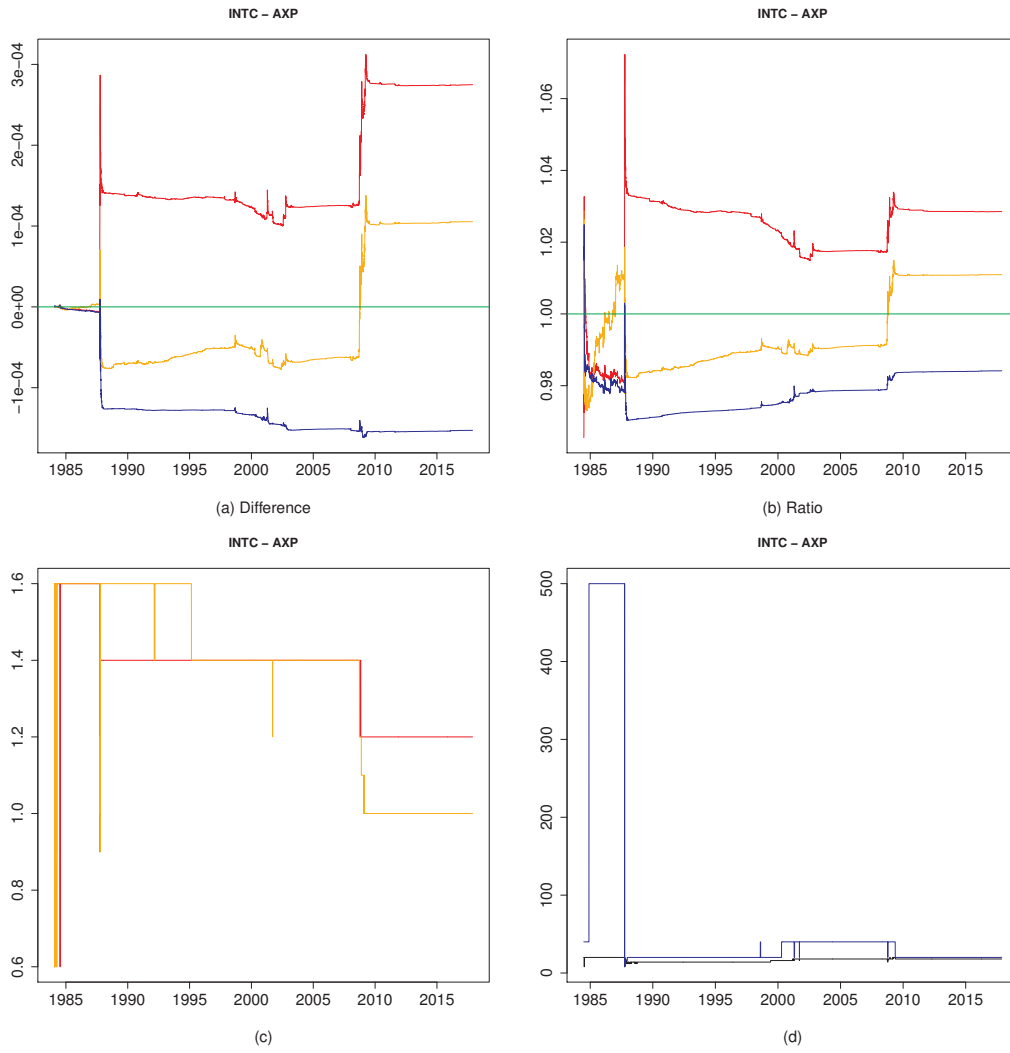 INTC − AXP
3e−04
2e−04
1e−04
0e+00
−1e−04
1985 1990 1995 2000 2005 2010 2015
(a) Difference
INTC − AXP
1.06
1.04
1.02
1.00
0.98
1985 1990 1995 2000 2005 2010 2015
(b) Ratio
INTC − AXP
1.6
1.4
1.2
1.0
0.8
0.6
1985 1990 1995 2000 2005 2010 2015
(c)
INTC − AXP
500
400
300
200
100
0
1985 1990 1995 2000 2005 2010 2015
(d)